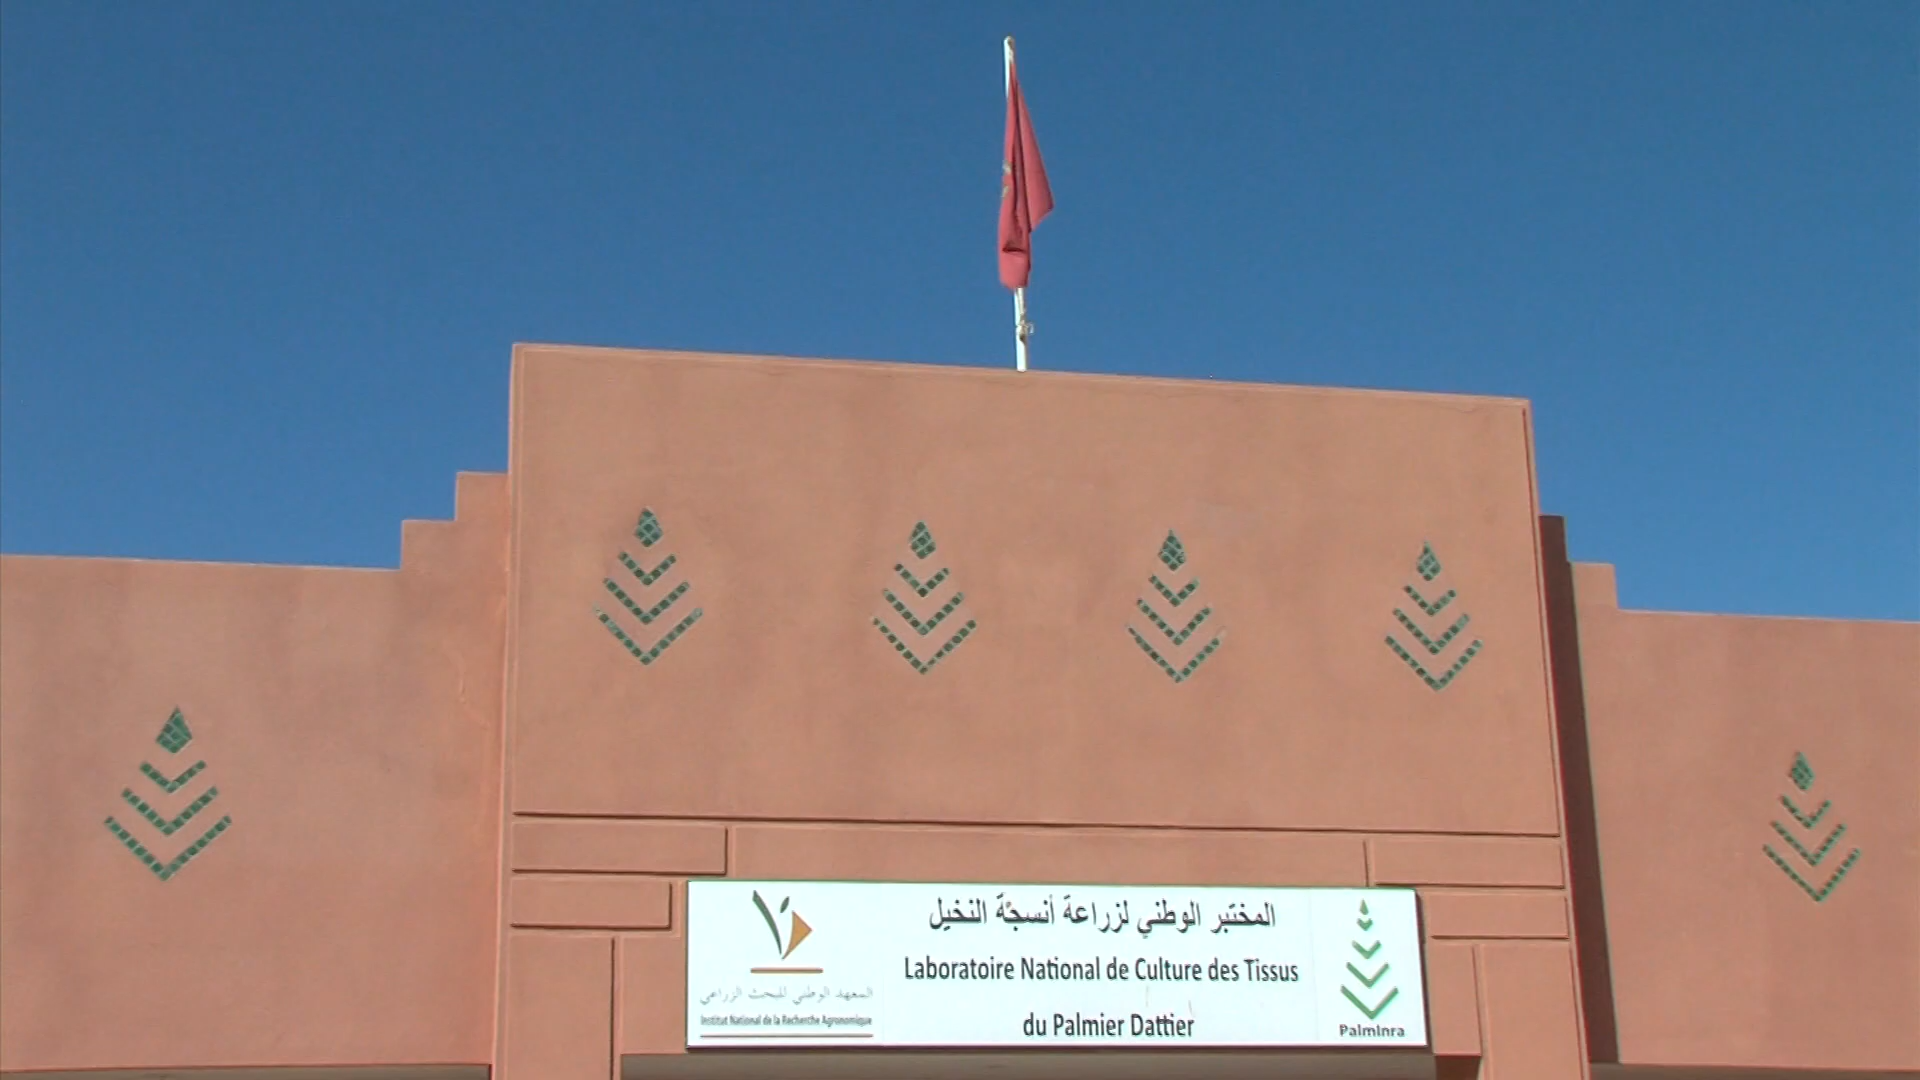 المختبر الوطني لزراعة أنسجة النخيل
Laboratoire National de Culture des Tissus
du Palmier Dattier
المعهد الوطني للبحث الزراعي
Institut National de la Recherche Agronomique
PalmInra